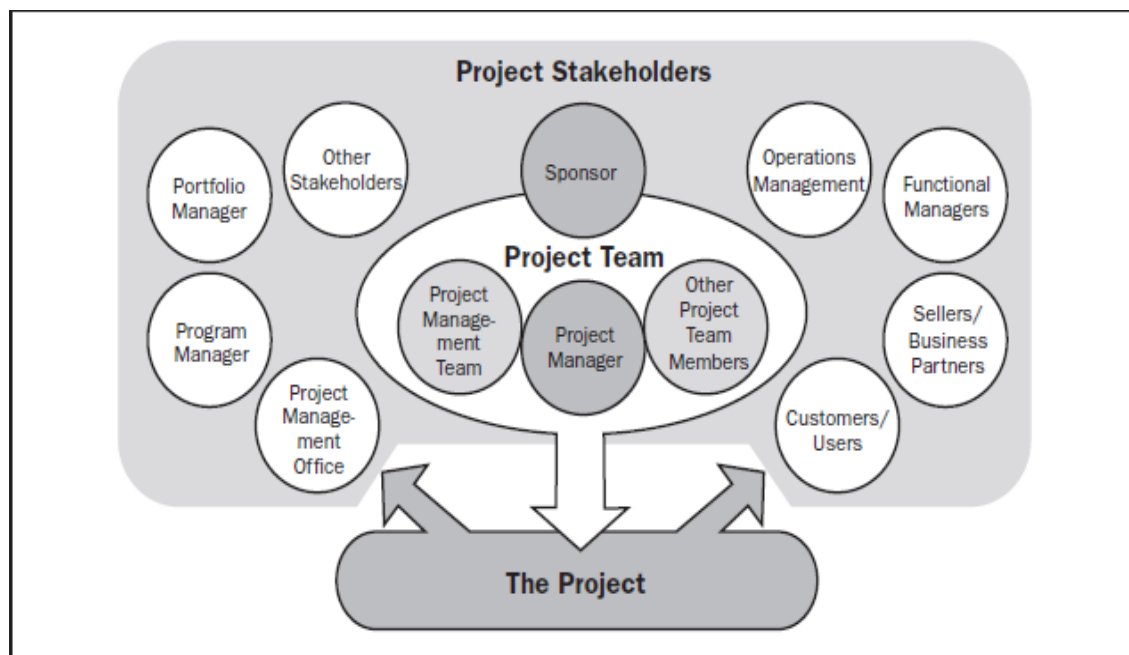 Project Stakeholders
Portfolio
Manager
Other
Stakeholders
Sponsor
Operations
Management
Functional
Managers
Project Team
Program
Manager
Project
Manage-
ment
Team
Project
Manager
Other
Project
Team
Members
Sellers/
Business
Partners
Project
Manage-
ment
Office
Customers/
Users
The Project